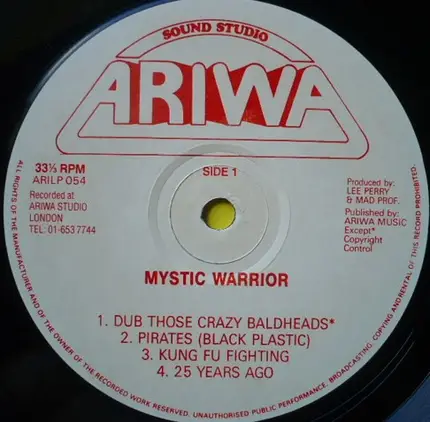 SOUND STUDIO
ARIWA
33⅓ RPM
ARILP 054
SIDE 1
Recorded at
ARIWA STUDIO
LONDON
TEL: 01-653 7744
Produced by:
LEE PERRY
& MAD PROF.
Published by:
ARIWA MUSIC
Except*
Copyright
Control
MYSTIC WARRIOR
1. DUB THOSE CRAZY BALDHEADS*
2. PIRATES (BLACK PLASTIC)
3. KUNG FU FIGHTING
4. 25 YEARS AGO
ALL RIGHTS OF THE MANUFACTURER AND OF THE OWNER OF THE RECORDED WORK RESERVED. UNAUTHORISED PUBLIC PERFORMANCE, BROADCASTING, COPYING AND RENTAL OF THIS RECORD PROHIBITED.